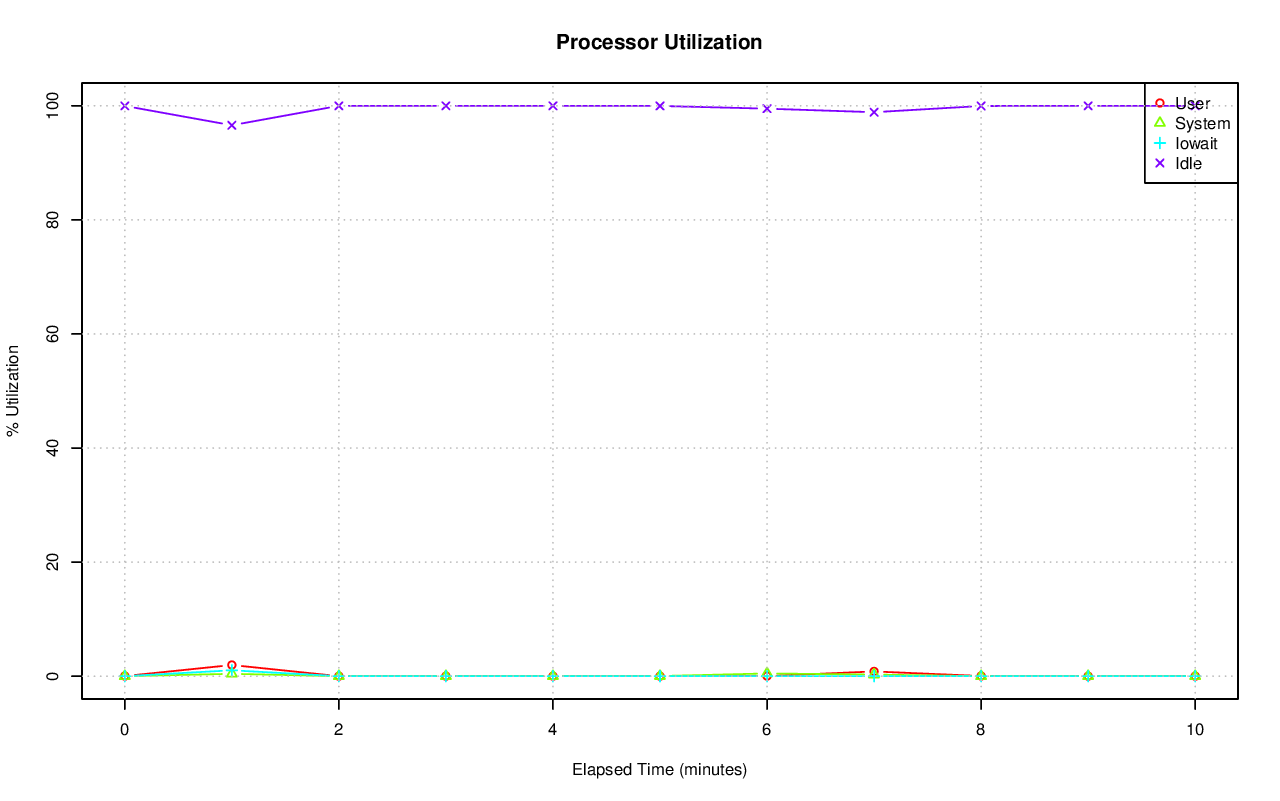 Processor Utilization
100
80
60
40
20
0
% Utilization
User
System
Iowait
Idle
0 2 4 6 8 10
Elapsed Time (minutes)